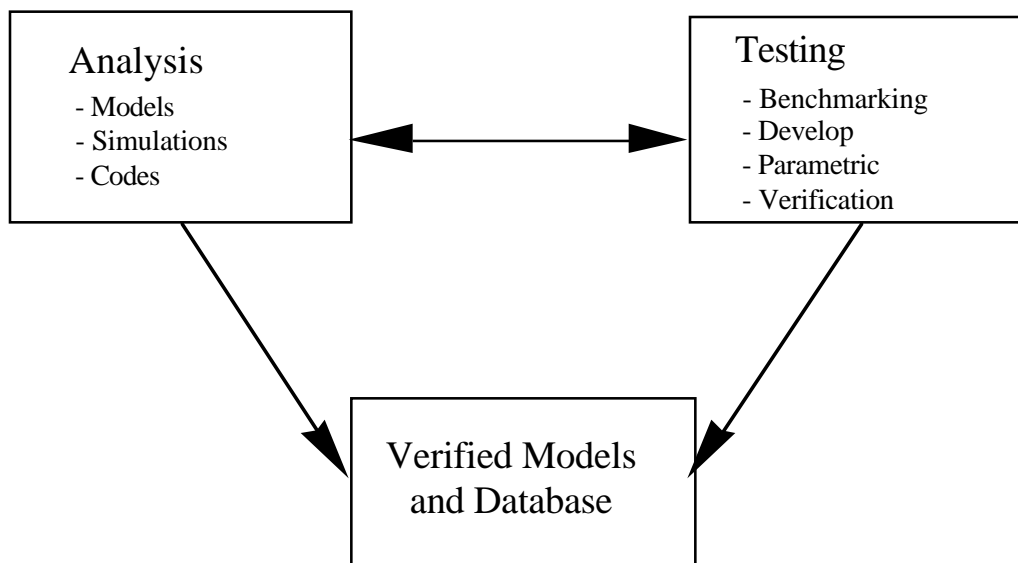 Analysis
- Models
- Simulations
- Codes
Testing
- Benchmarking
- Develop
- Parametric
- Verification
Verified Models
and Database